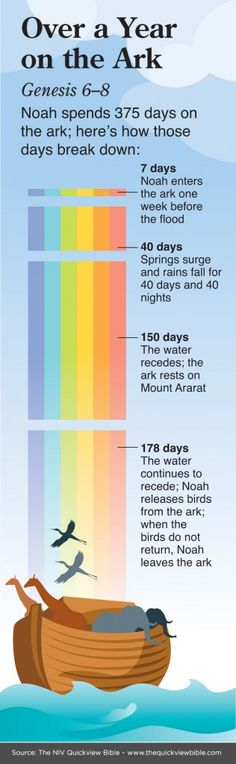 Over a Year
on the Ark
Genesis 6–8
Noah spends 375 days on
the ark; here's how those
days break down:
7 days
Noah enters
the ark one
week before
the flood
40 days
Springs surge
and rains fall for
40 days and 40
nights
150 days
The water
recedes; the
ark rests on
Mount Ararat
178 days
The water
continues to
recede; Noah
releases birds
from the ark;
when the
birds do not
return, Noah
leaves the ark
Source: The NIV Quickview Bible – www.thequickviewbible.com